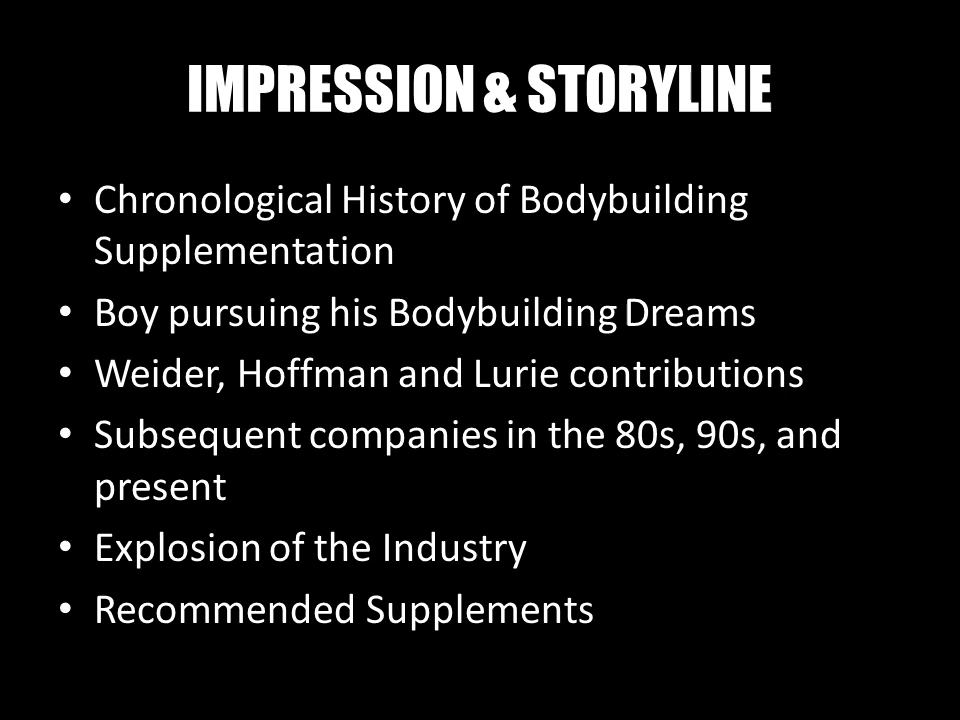 IMPRESSION & STORYLINE
• Chronological History of Bodybuilding
Supplementation
• Boy pursuing his Bodybuilding Dreams
• Weider, Hoffman and Lurie contributions
• Subsequent companies in the 80s, 90s, and
present
• Explosion of the Industry
• Recommended Supplements